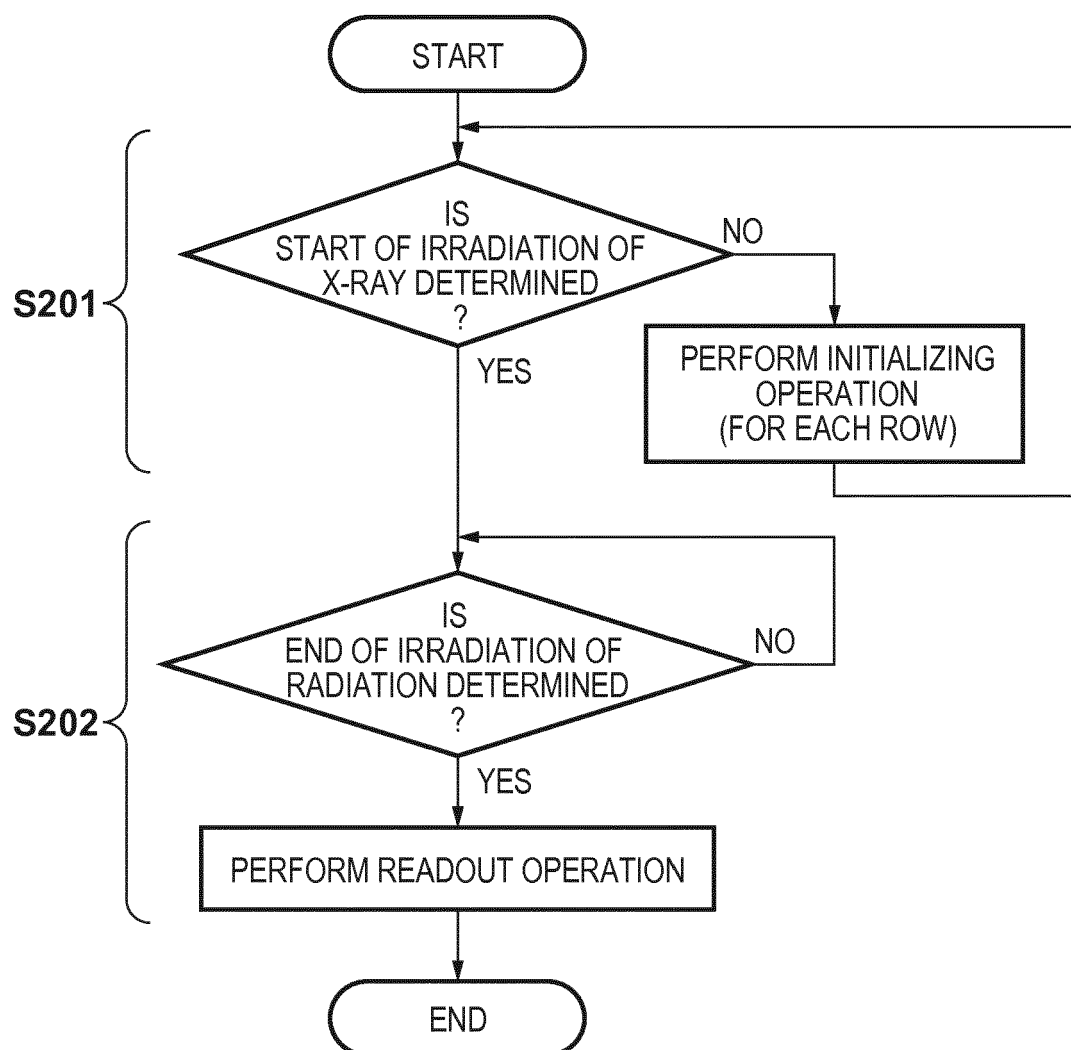 START
IS
START OF IRRADIATION OF
X-RAY DETERMINED
?
NO
S201
YES
PERFORM INITIALIZING
OPERATION
(FOR EACH ROW)
IS
END OF IRRADIATION OF
RADIATION DETERMINED
?
NO
S202
YES
PERFORM READOUT OPERATION
END